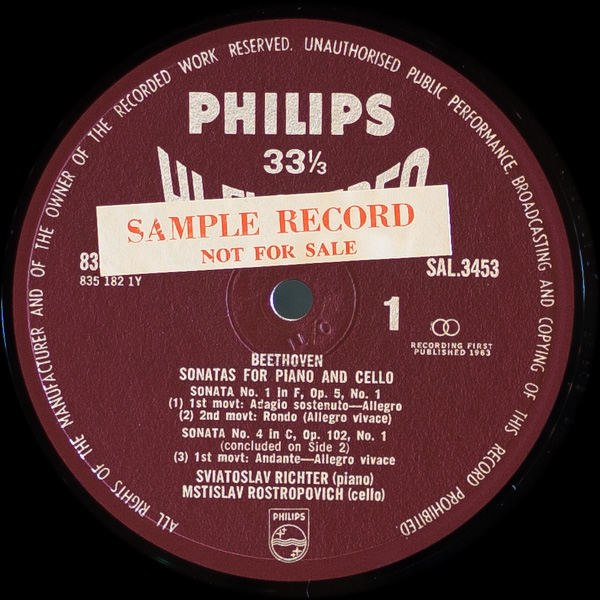 ALL RIGHTS OF THE MANUFACTURER AND OF THE OWNER OF THE RECORDED WORK RESERVED. UNAUTHORISED PUBLIC PERFORMANCE, BROADCASTING AND COPYING OF THIS RECORD PROHIBITED
PHILIPS
33⅓
SAMPLE RECORD
NOT FOR SALE
835 182 1Y
SAL.3453
1
RECORDING FIRST
PUBLISHED 1963
BEETHOVEN
SONATAS FOR PIANO AND CELLO
SONATA No. 1 in F, Op. 5, No. 1
(1) 1st movt: Adagio sostenuto—Allegro
(2) 2nd movt: Rondo (Allegro vivace)
SONATA No. 4 in C, Op. 102, No. 1
(concluded on Side 2)
(3) 1st movt: Andante—Allegro vivace
SVIATOSLAV RICHTER (piano)
MSTISLAV ROSTROPOVICH (cello)
PHILIPS